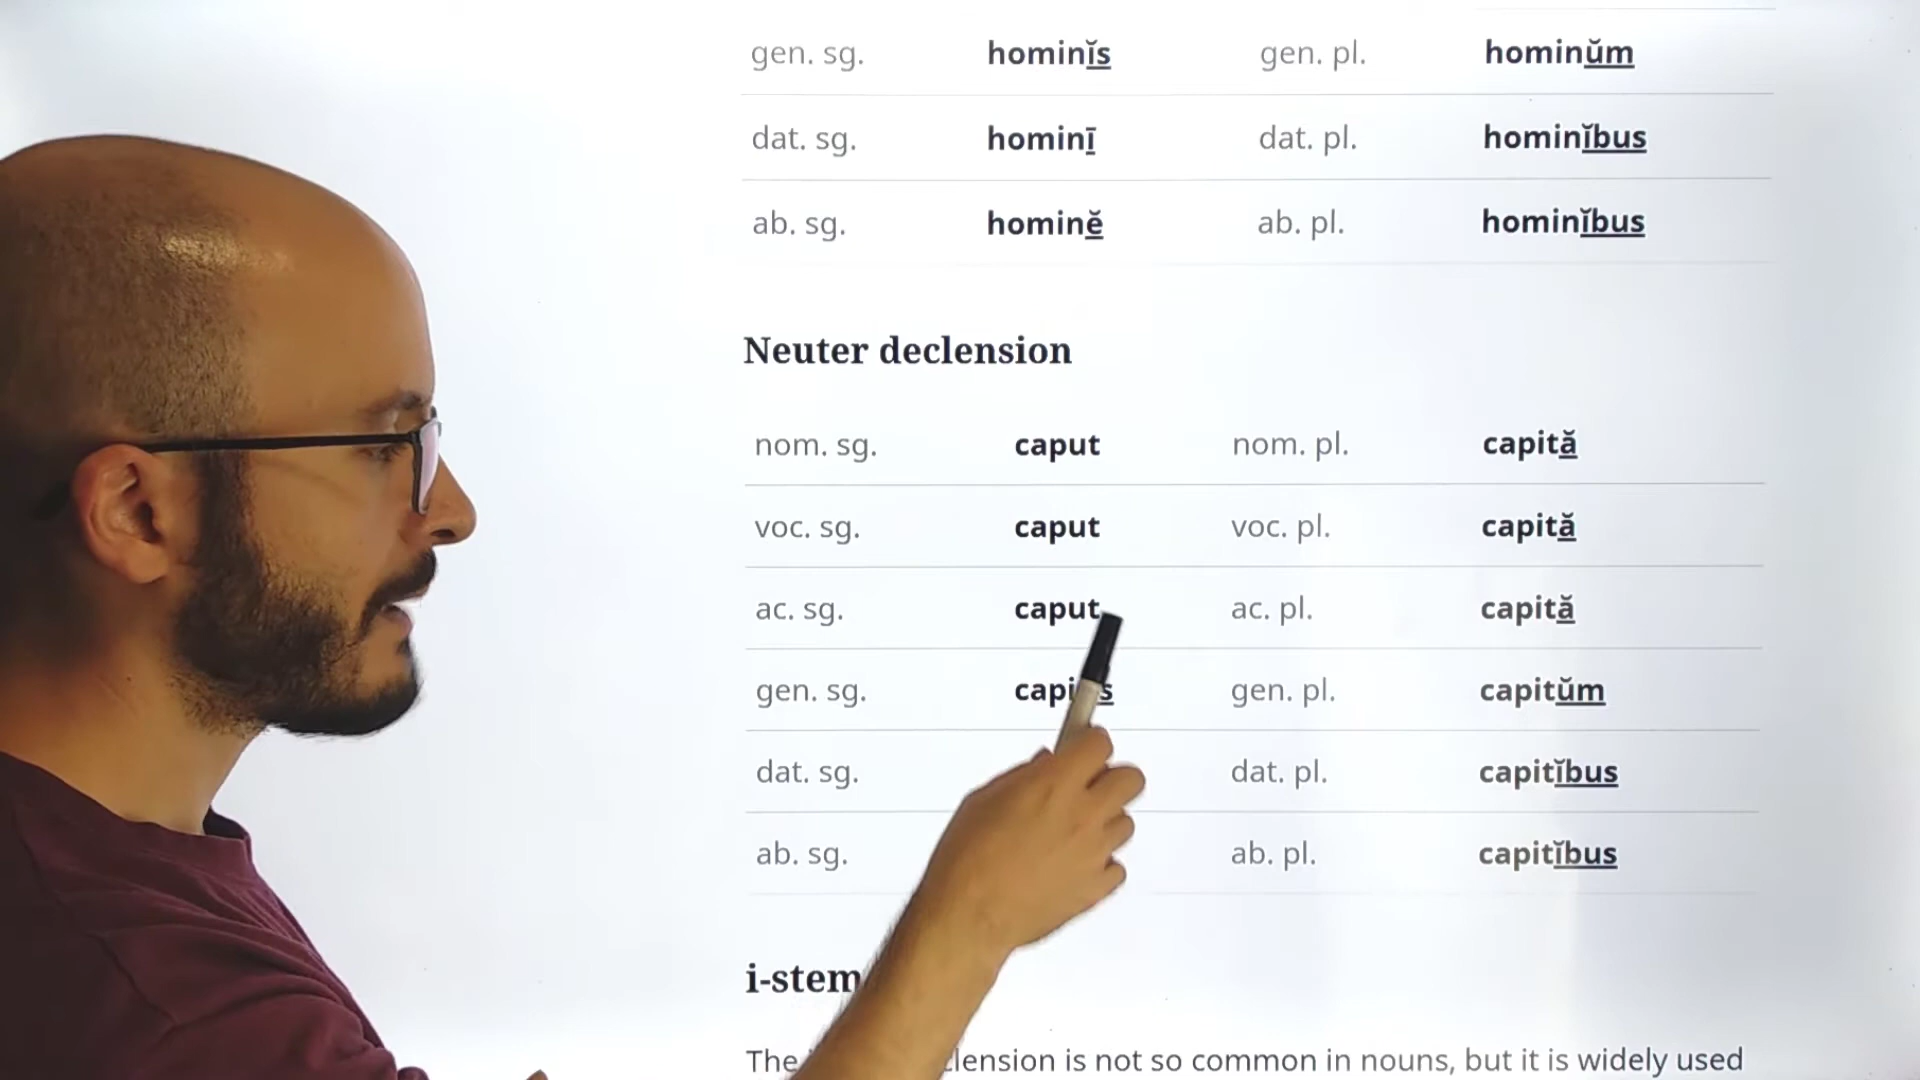 gen. sg. hominĭs gen. pl. hominŭm
dat. sg. hominī dat. pl. hominĭbus
ab. sg. hominĕ ab. pl. hominĭbus
Neuter declension
nom. sg. caput nom. pl. capită
voc. sg. caput voc. pl. capită
ac. sg. caput ac. pl. capită
gen. sg. gen. pl. capitŭm
dat. sg. dat. pl. capitĭbus
ab. sg. ab. pl. capitĭbus
i-stem
The is not so common in nouns, but it is widely used